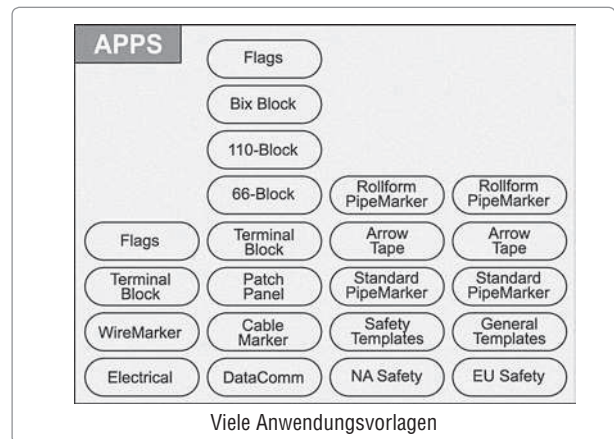 APPS
Flags
Bix Block
110-Block
66-Block
Rollform
PipeMarker
Rollform
PipeMarker
Flags
Terminal
Block
Arrow
Tape
Arrow
Tape
Terminal
Block
Patch
Panel
Standard
PipeMarker
Standard
PipeMarker
WireMarker
Cable
Marker
Safety
Templates
General
Templates
Electrical
DataComm
NA Safety
EU Safety
Viele Anwendungsvorlagen